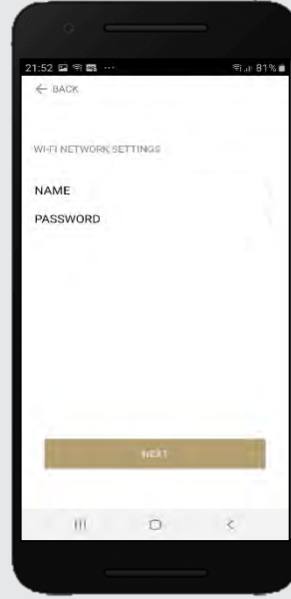 21:52 ... 81%
← BACK
WI-FI NETWORK SETTINGS
NAME
PASSWORD
NEXT